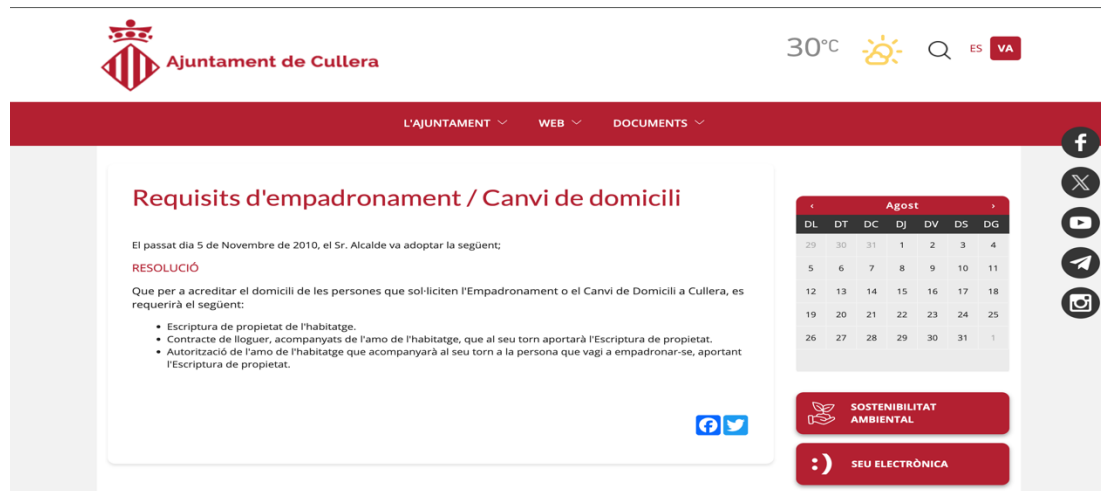 Ajuntament de Cullera
30°C
ES VA
L'AJUNTAMENT WEB DOCUMENTS
Requisits d'empadronament / Canvi de domicili
El passat dia 5 de Novembre de 2010, el Sr. Alcalde va adoptar la següent;
RESOLUCIÓ
Que per a acreditar el domicili de les persones que sol·liciten l'Empadronament o el Canvi de Domicili a Cullera, es
requerirà el següent:
• Escriptura de propietat de l'habitatge.
• Contracte de lloguer, acompanyats de l'amo de l'habitatge, que al seu torn aportarà l'Escriptura de propietat.
• Autorització de l'amo de l'habitatge que acompanyarà al seu torn a la persona que vagi a empadronar-se, aportant
l'Escriptura de propietat.
‹ Agost ›
DL DT DC DJ DV DS DG
29 30 31 1 2 3 4
5 6 7 8 9 10 11
12 13 14 15 16 17 18
19 20 21 22 23 24 25
26 27 28 29 30 31 1
SOSTENIBILITAT
AMBIENTAL
:) SEU ELECTRÒNICA